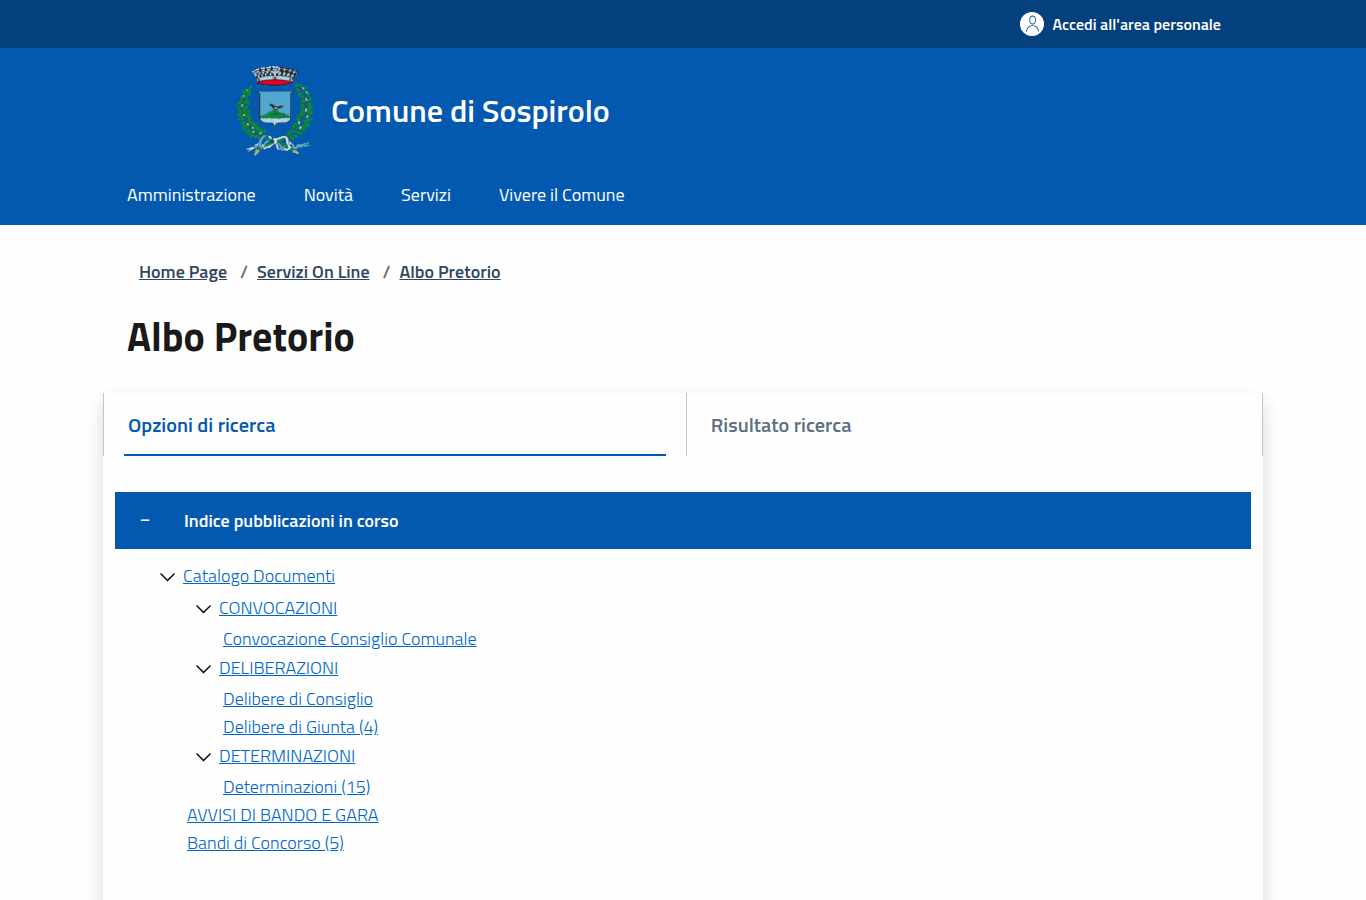 Accedi all'area personale
Comune di Sospirolo
Amministrazione Novità Servizi Vivere il Comune
Home Page / Servizi On Line / Albo Pretorio
Albo Pretorio
Opzioni di ricerca Risultato ricerca
− Indice pubblicazioni in corso
Catalogo Documenti
CONVOCAZIONI
Convocazione Consiglio Comunale
DELIBERAZIONI
Delibere di Consiglio
Delibere di Giunta (4)
DETERMINAZIONI
Determinazioni (15)
AVVISI DI BANDO E GARA
Bandi di Concorso (5)